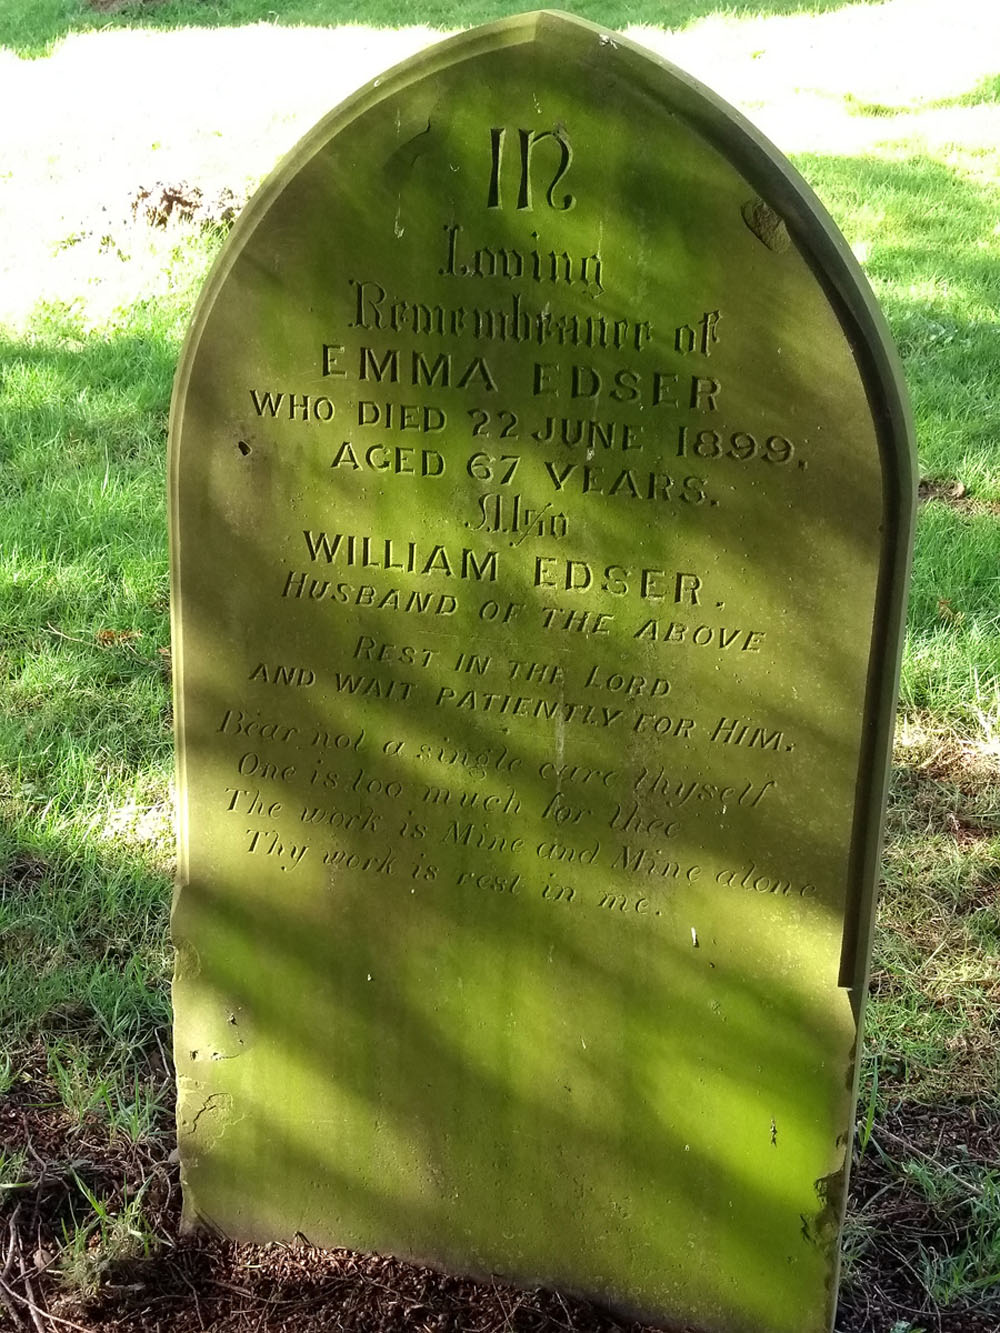 IN
Loving
Remembrance of
EMMA EDSER
WHO DIED 22 JUNE 1899.
AGED 67 YEARS.
Also
WILLIAM EDSER.
HUSBAND OF THE ABOVE
REST IN THE LORD
AND WAIT PATIENTLY FOR HIM.
Bear not a single care thyself
One is too much for thee
The work is Mine and Mine alone
Thy work is rest in me.